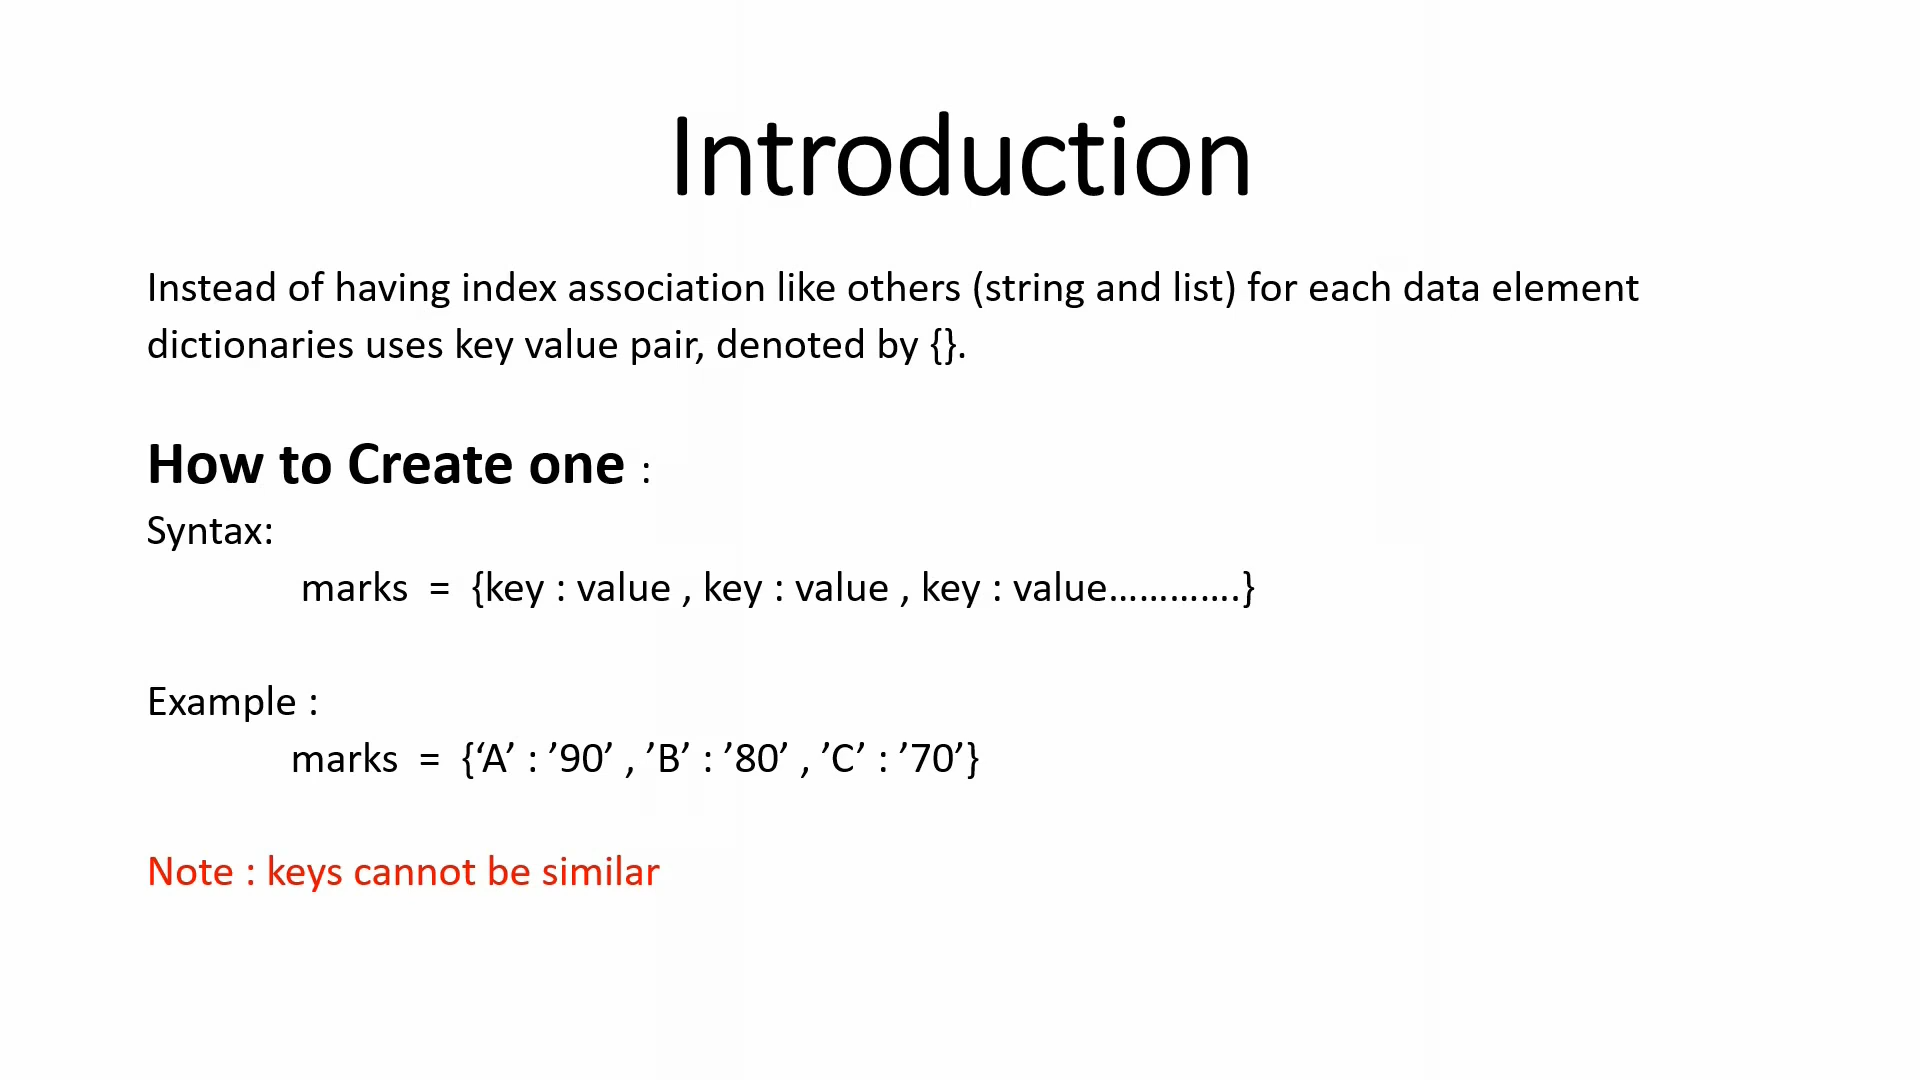 Introduction
Instead of having index association like others (string and list) for each data element
dictionaries uses key value pair, denoted by {}.
How to Create one :
Syntax:
marks = {key : value , key : value , key : value………….}
Example :
marks = {‘A’ : ’90’ , ’B’ : ’80’ , ’C’ : ’70’}
Note : keys cannot be similar